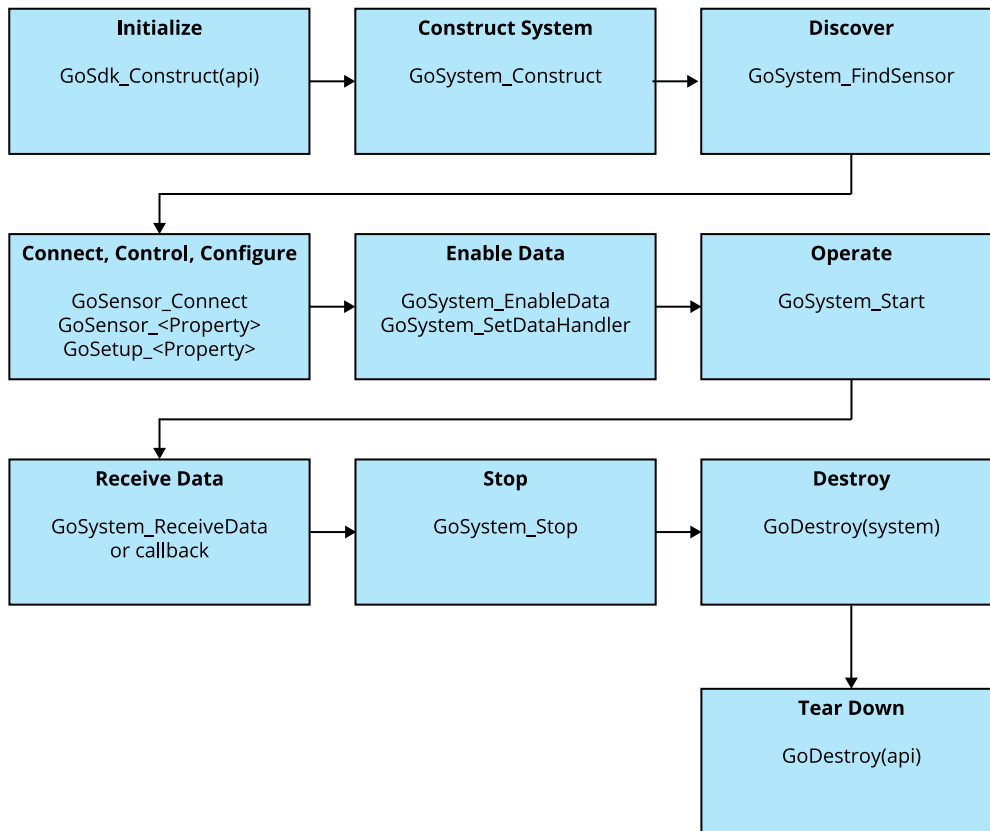 Initialize
GoSdk_Construct(api)
Construct System
GoSystem_Construct
Discover
GoSystem_FindSensor
Connect, Control, Configure
GoSensor_Connect
GoSensor_<Property>
GoSetup_<Property>
Enable Data
GoSystem_EnableData
GoSystem_SetDataHandler
Operate
GoSystem_Start
Receive Data
GoSystem_ReceiveData
or callback
Stop
GoSystem_Stop
Destroy
GoDestroy(system)
Tear Down
GoDestroy(api)